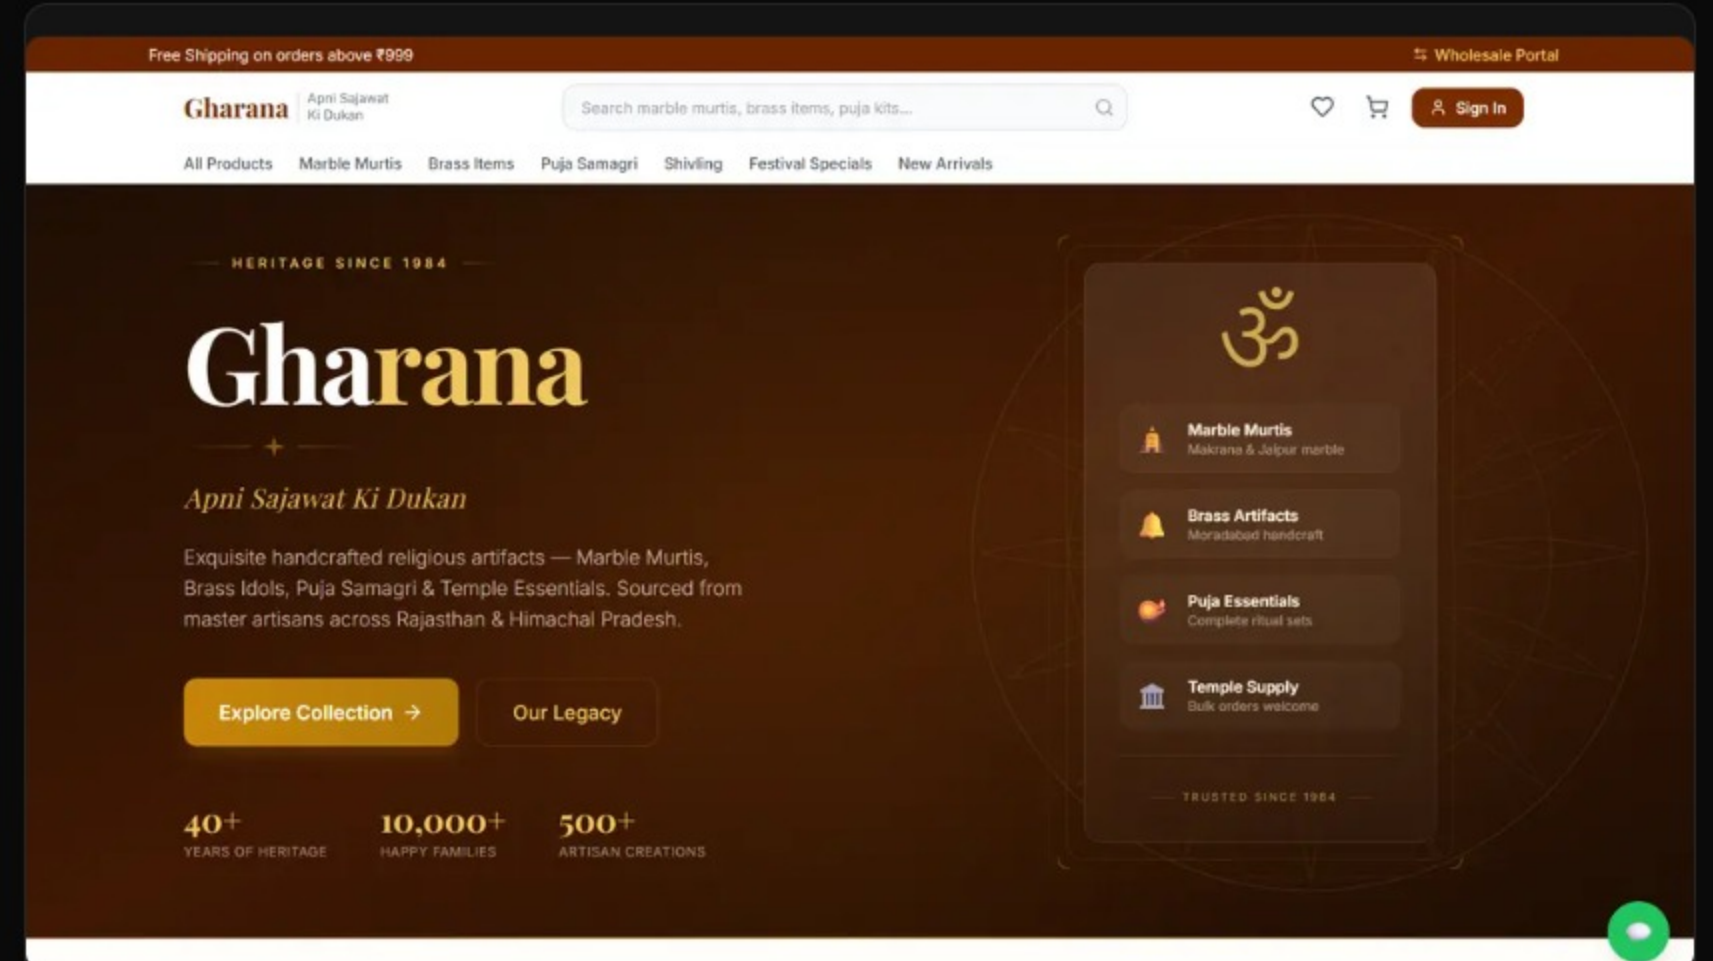 Free Shipping on orders above ₹999
Wholesale Portal
Gharana
Apni Sajawat
Ki Dukan
Search marble murtis, brass items, puja kits...
Sign In
All Products Marble Murtis Brass Items Puja Samagri Shivling Festival Specials New Arrivals
HERITAGE SINCE 1984
Gharana
Apni Sajawat Ki Dukan
Exquisite handcrafted religious artifacts — Marble Murtis,
Brass Idols, Puja Samagri & Temple Essentials. Sourced from
master artisans across Rajasthan & Himachal Pradesh.
Explore Collection →
Our Legacy
40+
YEARS OF HERITAGE
10,000+
HAPPY FAMILIES
500+
ARTISAN CREATIONS
ॐ
Marble Murtis
Makrana & Jaipur marble
Brass Artifacts
Moradabad handcraft
Puja Essentials
Complete ritual sets
Temple Supply
Bulk orders welcome
TRUSTED SINCE 1984